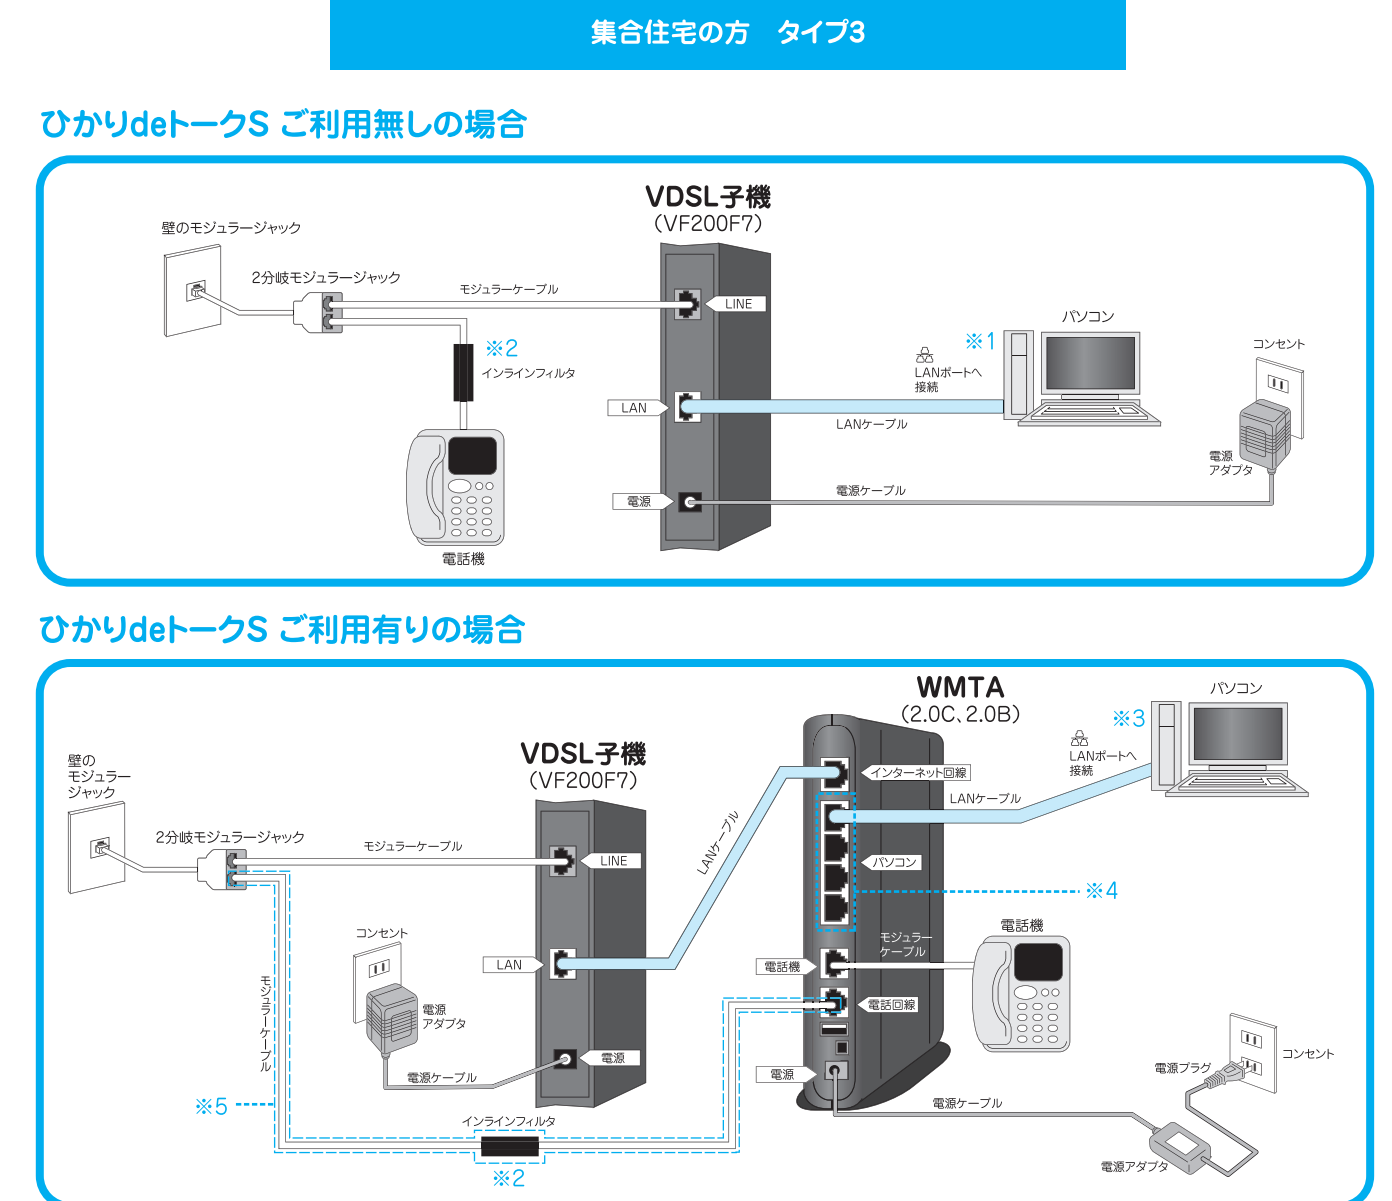 集合住宅の方　タイプ3
ひかりdeトークS ご利用無しの場合
VDSL子機
(VF200F7)
壁のモジュラージャック
2分岐モジュラージャック
モジュラーケーブル
LINE
※2
インラインフィルタ
電話機
LAN
※1
LANポートへ
接続
パソコン
LANケーブル
コンセント
電源
アダプタ
電源
電源ケーブル
ひかりdeトークS ご利用有りの場合
WMTA
(2.0C、2.0B)
パソコン
※3
LANポートへ
接続
LANケーブル
VDSL子機
(VF200F7)
壁の
モジュラー
ジャック
2分岐モジュラージャック
モジュラーケーブル
LINE
LANケーブル
インターネット回線
パソコン
※4
コンセント
電源
アダプタ
電源ケーブル
LAN
電源
モジュラーケーブル
※5
インラインフィルタ
※2
モジュラー
ケーブル
電話機
電話機
電話回線
電源
電源ケーブル
電源プラグ
コンセント
電源アダプタ